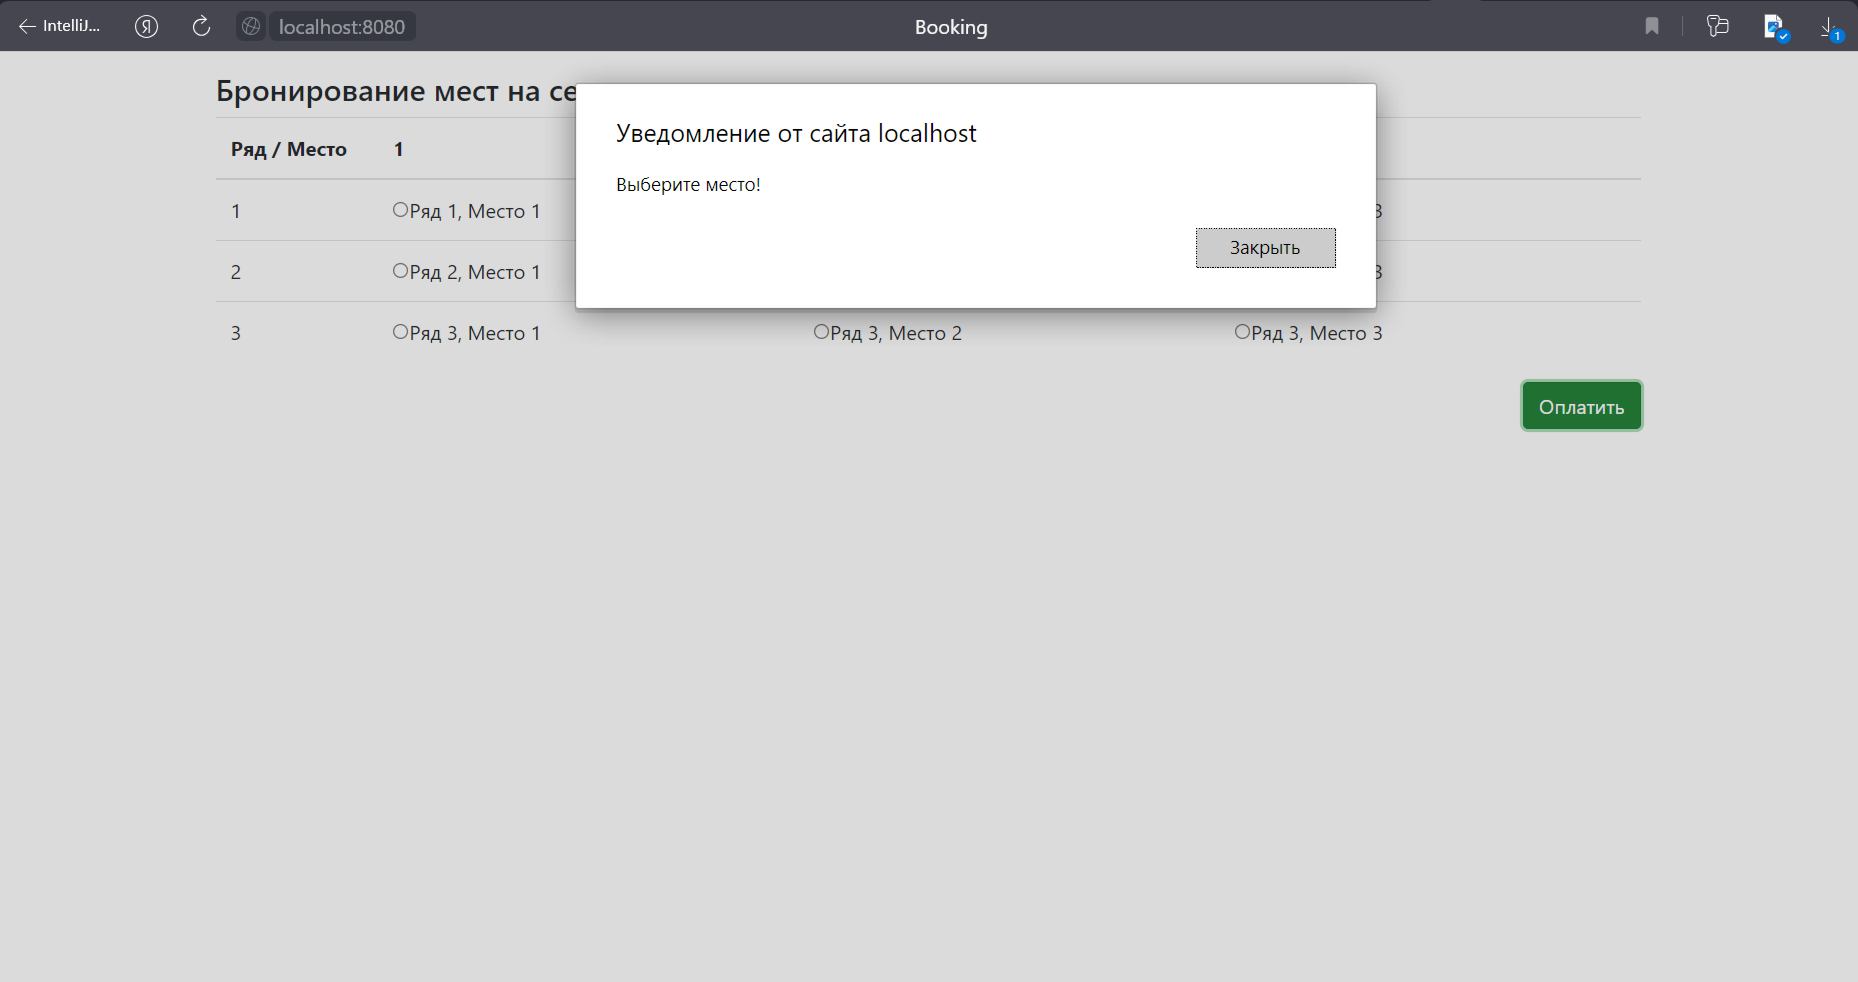 IntelliJ...
Я
localhost:8080
Booking
1
Бронирование мест на се
Уведомление от сайта localhost
Выберите место!
Закрыть
Ряд / Место 1
1 Ряд 1, Место 1 3
2 Ряд 2, Место 1 3
3 Ряд 3, Место 1 Ряд 3, Место 2 Ряд 3, Место 3
Оплатить